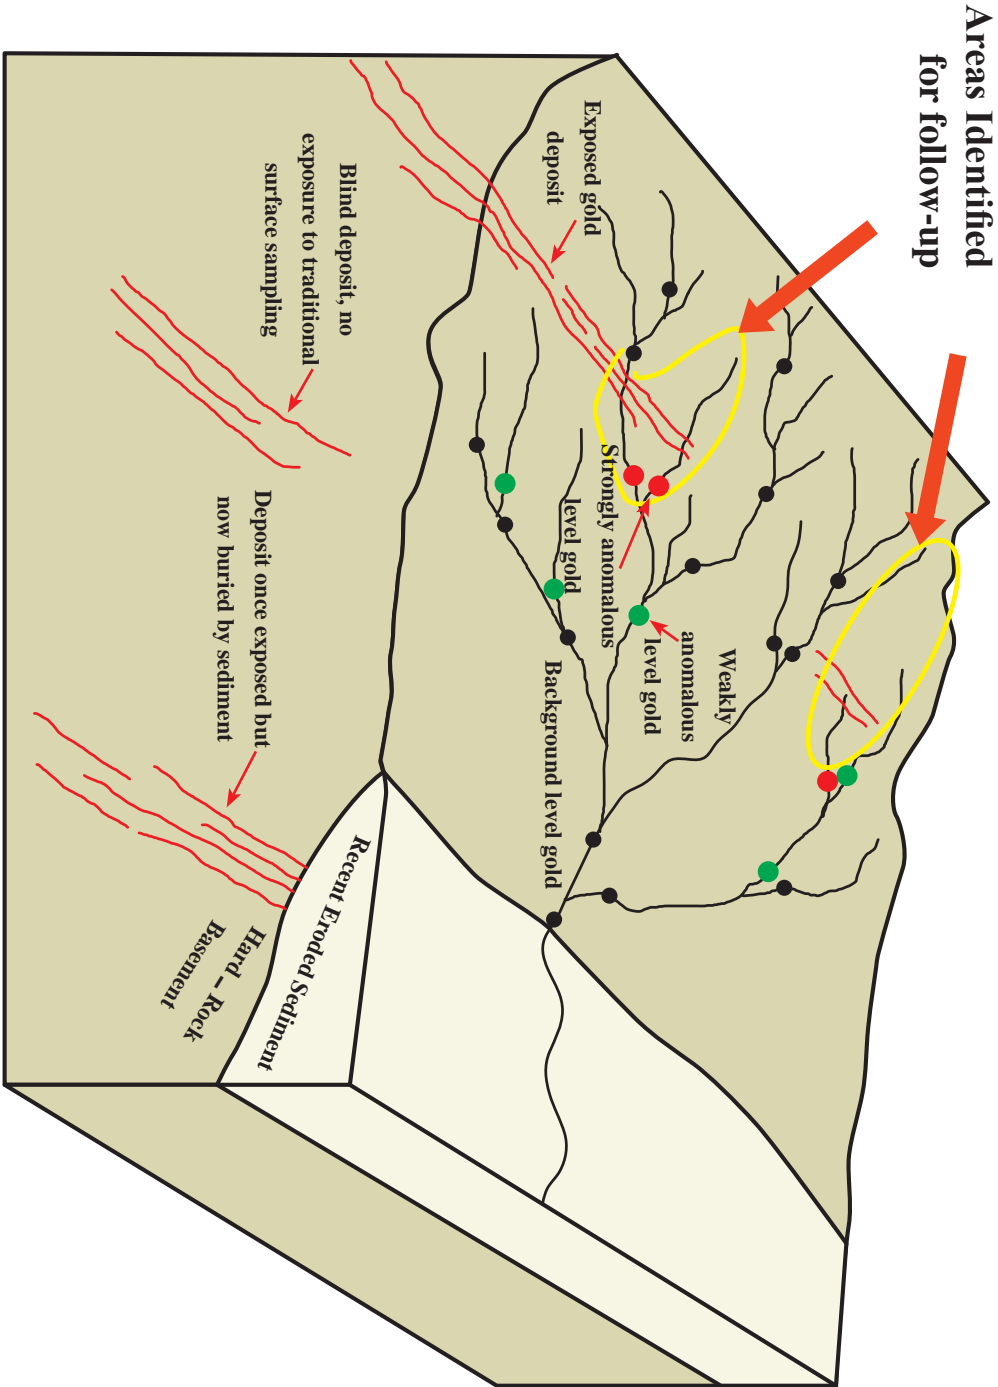 Areas Identified
for follow-up
Exposed gold
deposit
Strongly anomalous
level gold
Weakly
anomalous
level gold
Background level gold
Blind deposit, no
exposure to traditional
surface sampling
Deposit once exposed but
now buried by sediment
Recent Eroded Sediment
Hard – Rock
Basement